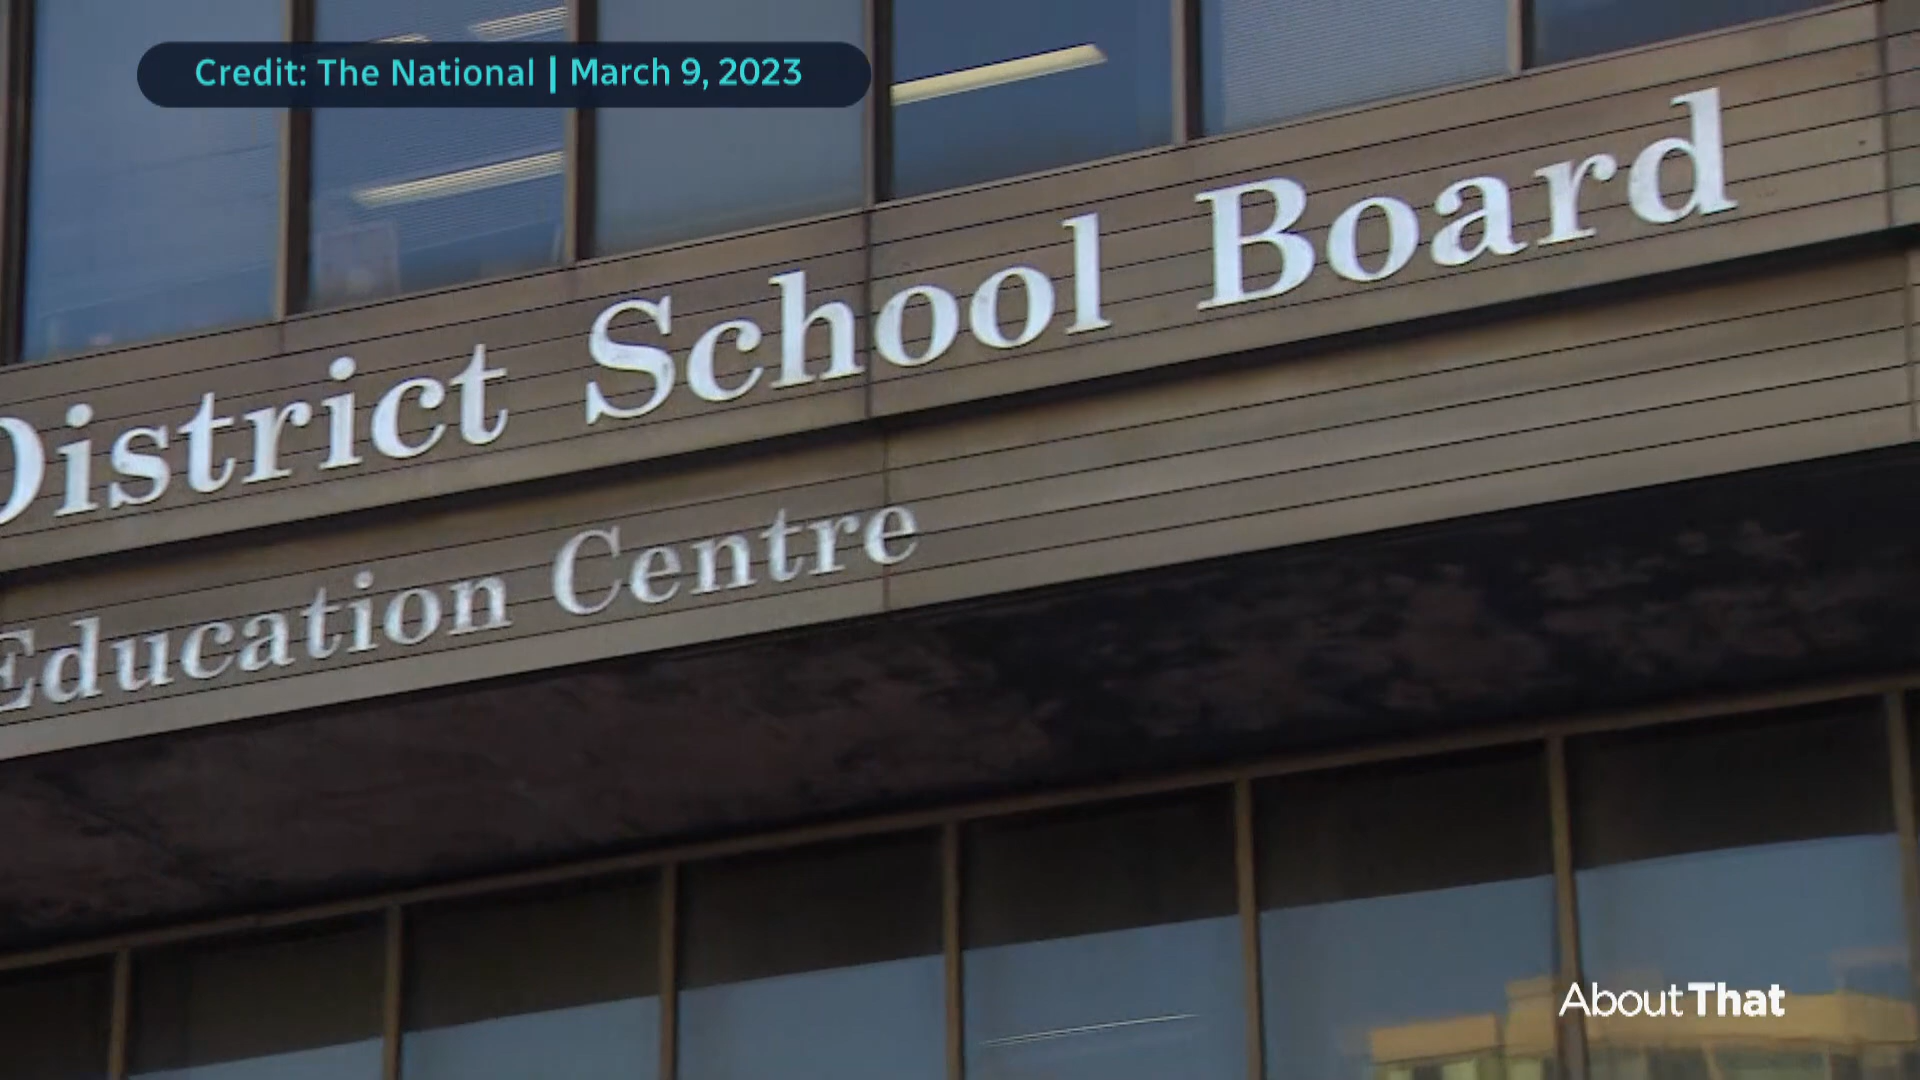 Credit: The National | March 9, 2023
District School Board
Education Centre
About That